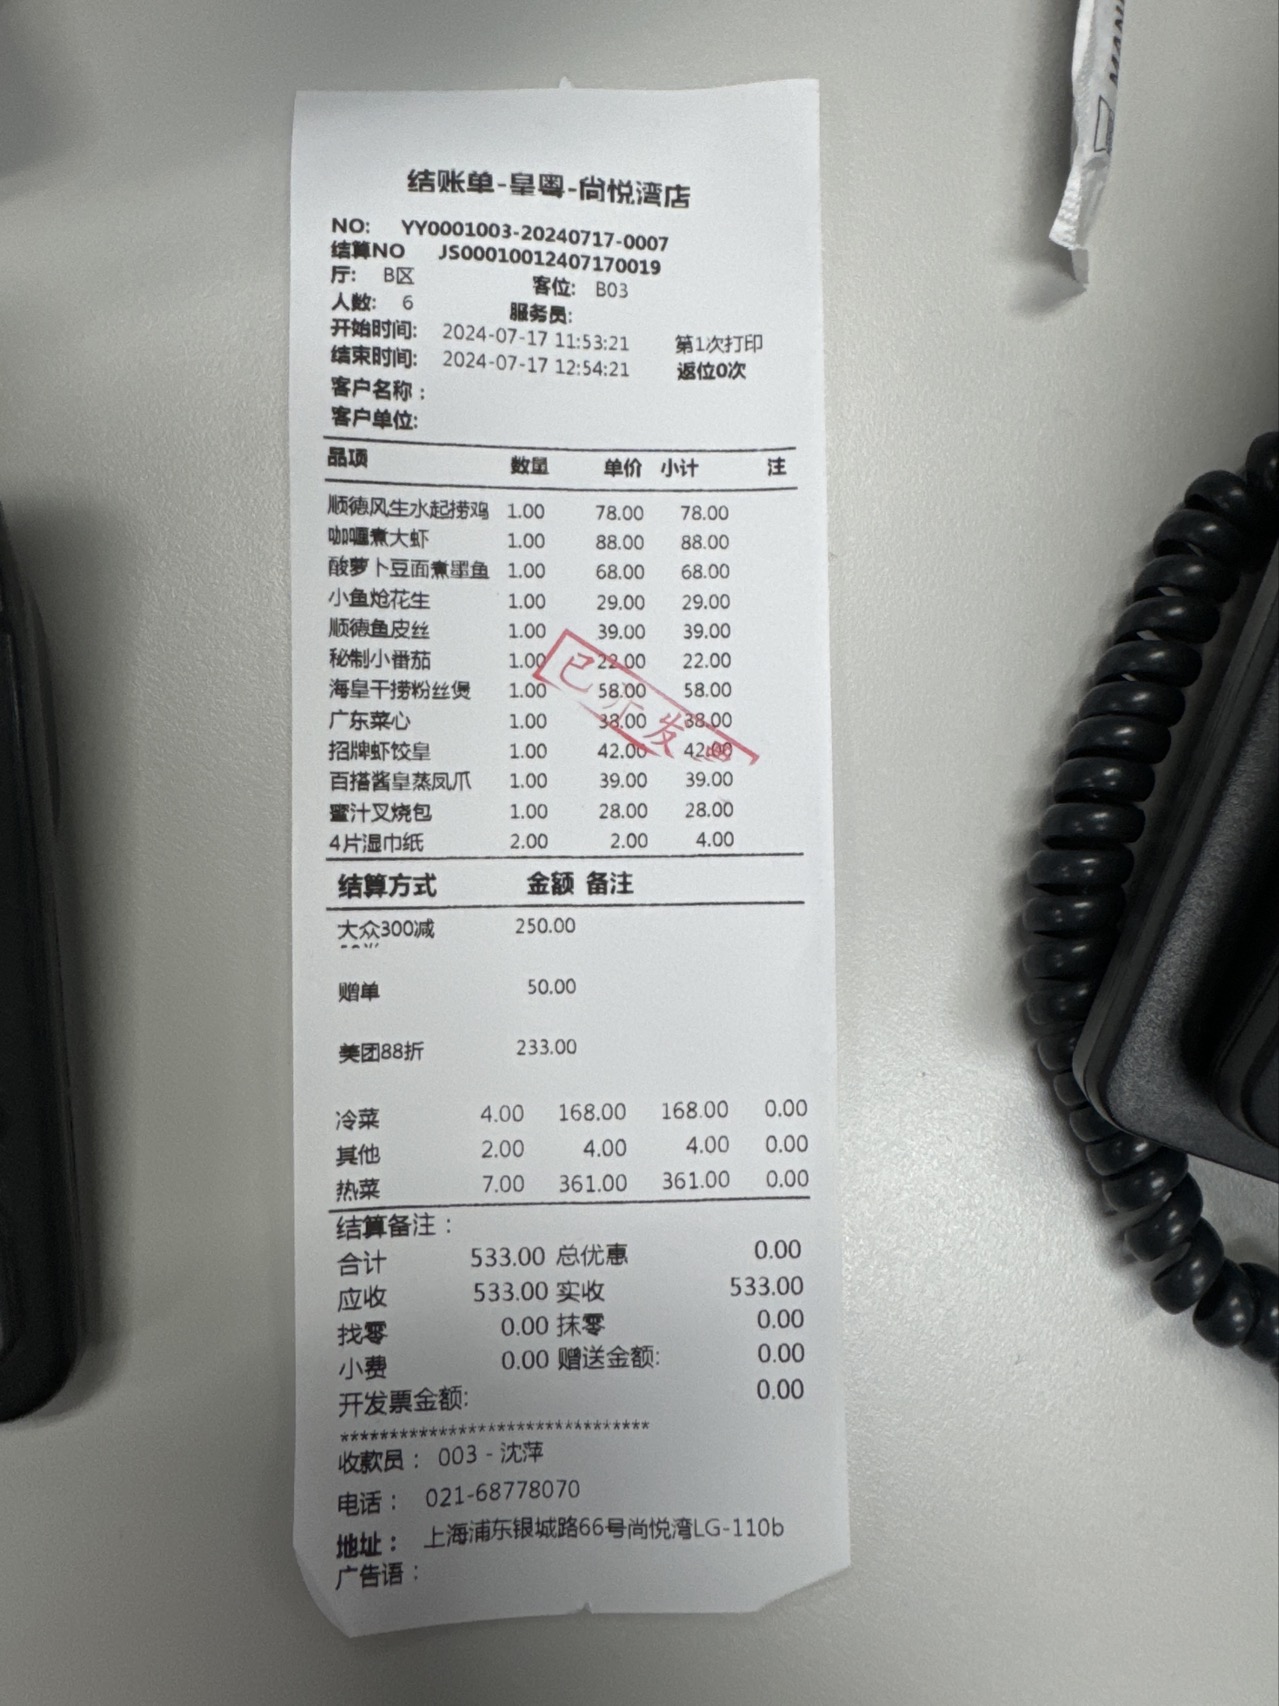 MAN
结账单-皇粤-尚悦湾店
NO: YY0001003-20240717-0007
结算NO JS00010012407170019
厅: B区 客位: B03
人数: 6 服务员:
开始时间: 2024-07-17 11:53:21 第1次打印
结束时间: 2024-07-17 12:54:21 返位0次
客户名称：
客户单位:
品项 数量 单价 小计 注
顺德风生水起捞鸡 1.00 78.00 78.00
咖喱煮大虾 1.00 88.00 88.00
酸萝卜豆面煮墨鱼 1.00 68.00 68.00
小鱼炝花生 1.00 29.00 29.00
顺德鱼皮丝 1.00 39.00 39.00
秘制小番茄 1.00 22.00 22.00
海皇干捞粉丝煲 1.00 58.00 58.00
广东菜心 1.00 38.00 38.00
招牌虾饺皇 1.00 42.00 42.00
百搭酱皇蒸凤爪 1.00 39.00 39.00
蜜汁叉烧包 1.00 28.00 28.00
4片湿巾纸 2.00 2.00 4.00
已开发票
结算方式 金额 备注
大众300减 250.00
赠单 50.00
美团88折 233.00
冷菜 4.00 168.00 168.00 0.00
其他 2.00 4.00 4.00 0.00
热菜 7.00 361.00 361.00 0.00
结算备注：
合计 533.00 总优惠 0.00
应收 533.00 实收 533.00
找零 0.00 抹零 0.00
小费 0.00 赠送金额: 0.00
开发票金额: 0.00
*******************************
收款员： 003 - 沈萍
电话： 021-68778070
地址： 上海浦东银城路66号尚悦湾LG-110b
广告语：